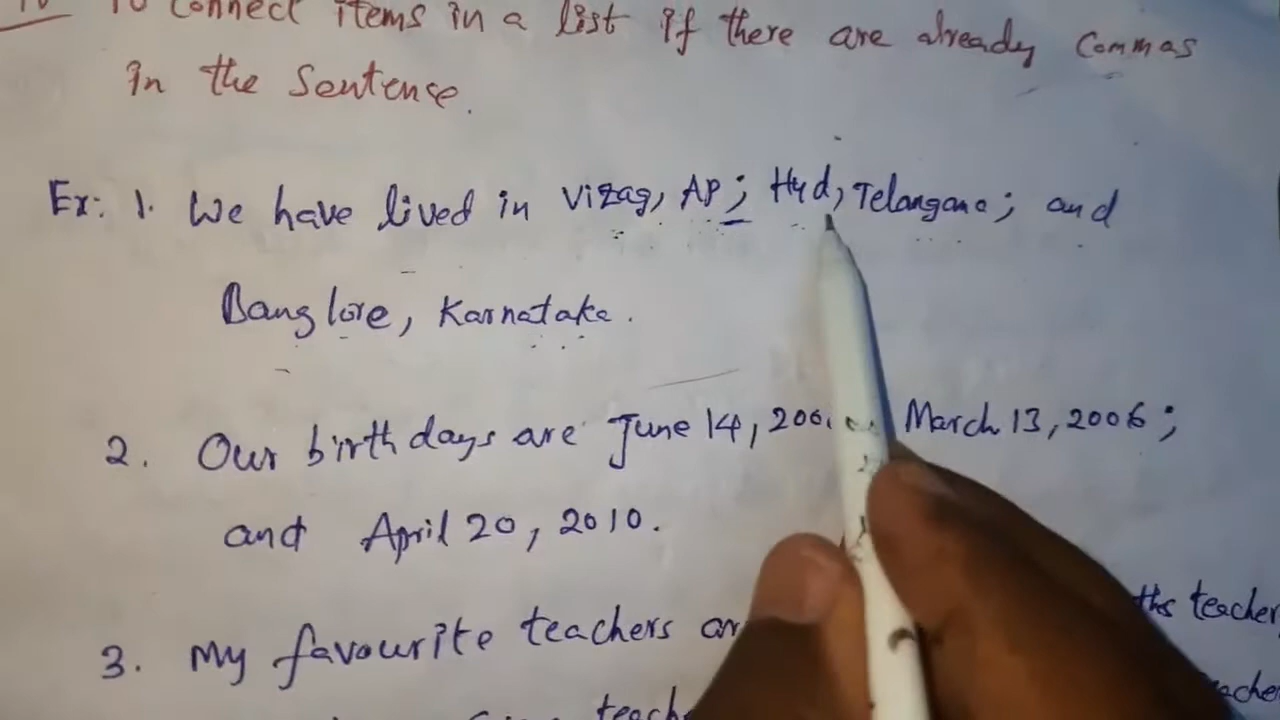 To connect items in a list if there are already commas
in the sentence.
Ex: 1. We have lived in Vizag, AP; Hyd, Telangana; and
Banglore, Karnataka.
2. Our birthdays are June 14, March 13, 2006;
and April 20, 2010.
3. My favourite teachers teacher
teach